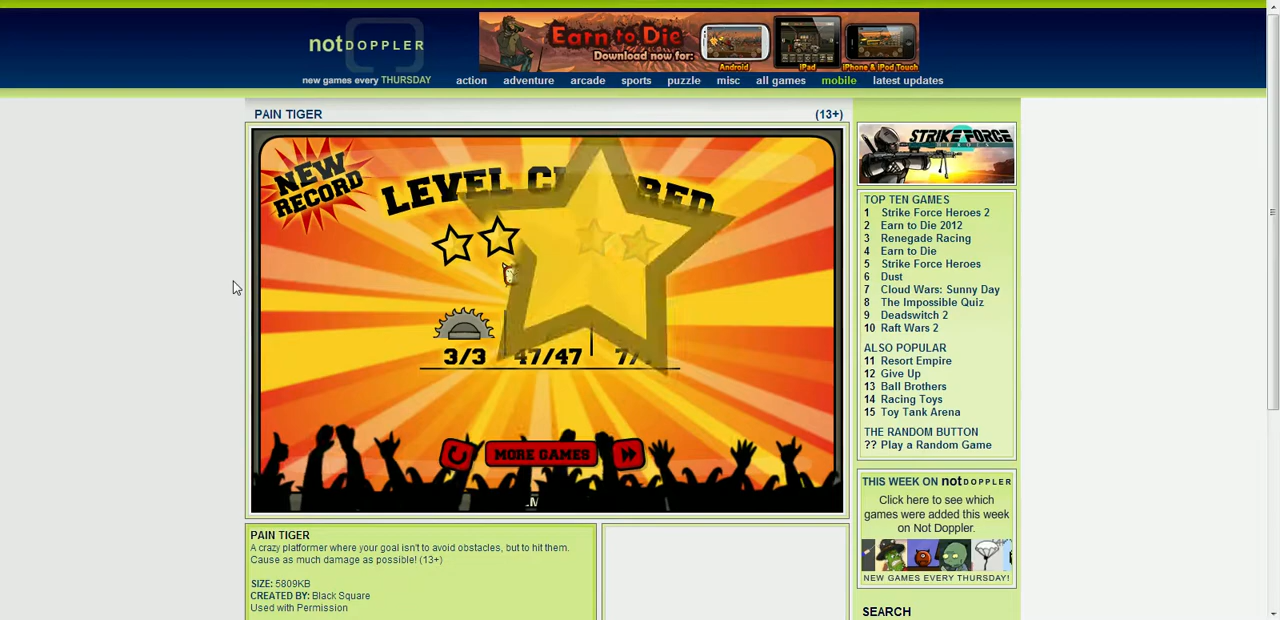 notDOPPLER
new games every THURSDAY
Earn to Die
Download now for:
Android
iPad
iPhone & iPod Touch
action adventure arcade sports puzzle misc all games mobile latest updates
PAIN TIGER (13+)
NEW
RECORD
LEVEL
3/3 47/47
MORE GAMES
PAIN TIGER
A crazy platformer where your goal isn't to avoid obstacles, but to hit them.
Cause as much damage as possible! (13+)
SIZE: 5809KB
CREATED BY: Black Square
Used with Permission
STRIKE FORCE
HEROES
TOP TEN GAMES
1 Strike Force Heroes 2
2 Earn to Die 2012
3 Renegade Racing
4 Earn to Die
5 Strike Force Heroes
6 Dust
7 Cloud Wars: Sunny Day
8 The Impossible Quiz
9 Deadswitch 2
10 Raft Wars 2
ALSO POPULAR
11 Resort Empire
12 Give Up
13 Ball Brothers
14 Racing Toys
15 Toy Tank Arena
THE RANDOM BUTTON
?? Play a Random Game
THIS WEEK ON notDOPPLER
Click here to see which
games were added this week
on Not Doppler.
NEW GAMES EVERY THURSDAY!
SEARCH